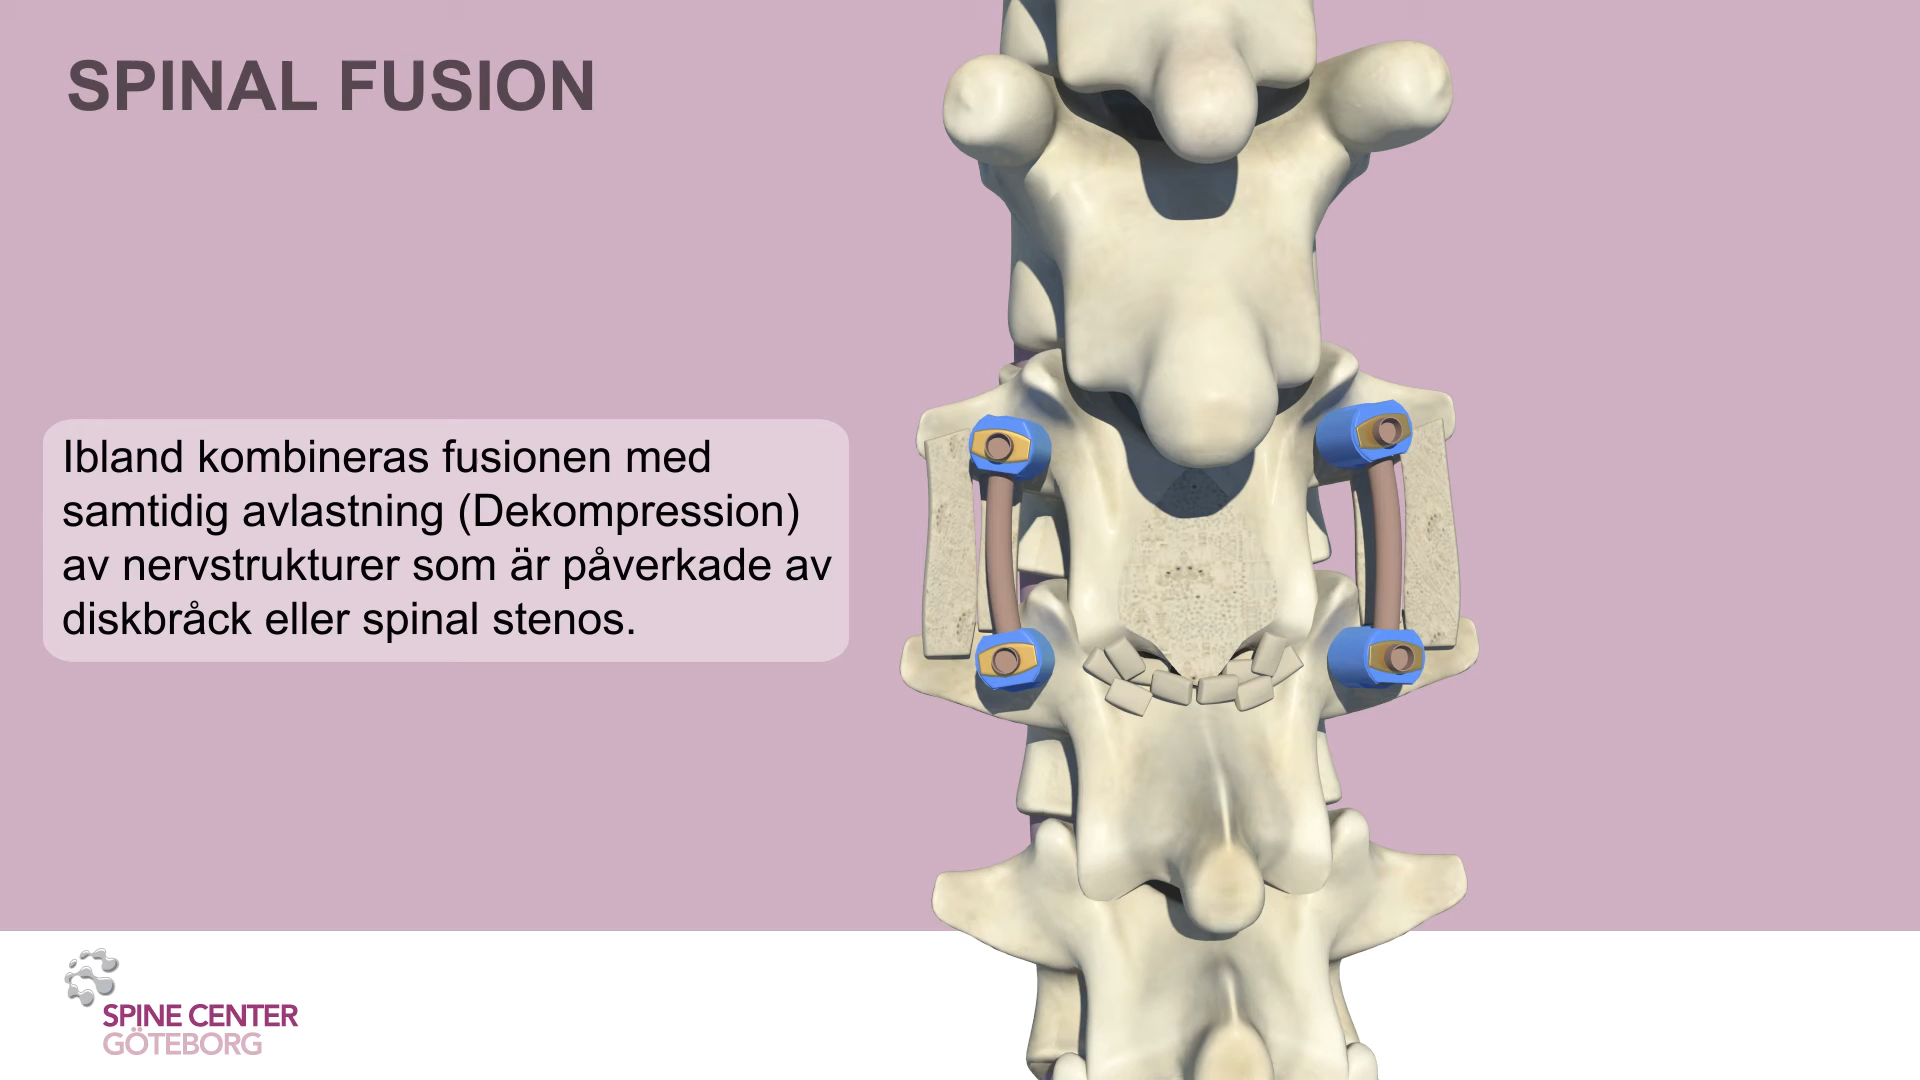 SPINAL FUSION
Ibland kombineras fusionen med
samtidig avlastning (Dekompression)
av nervstrukturer som är påverkade av
diskbråck eller spinal stenos.
SPINE CENTER
GÖTEBORG